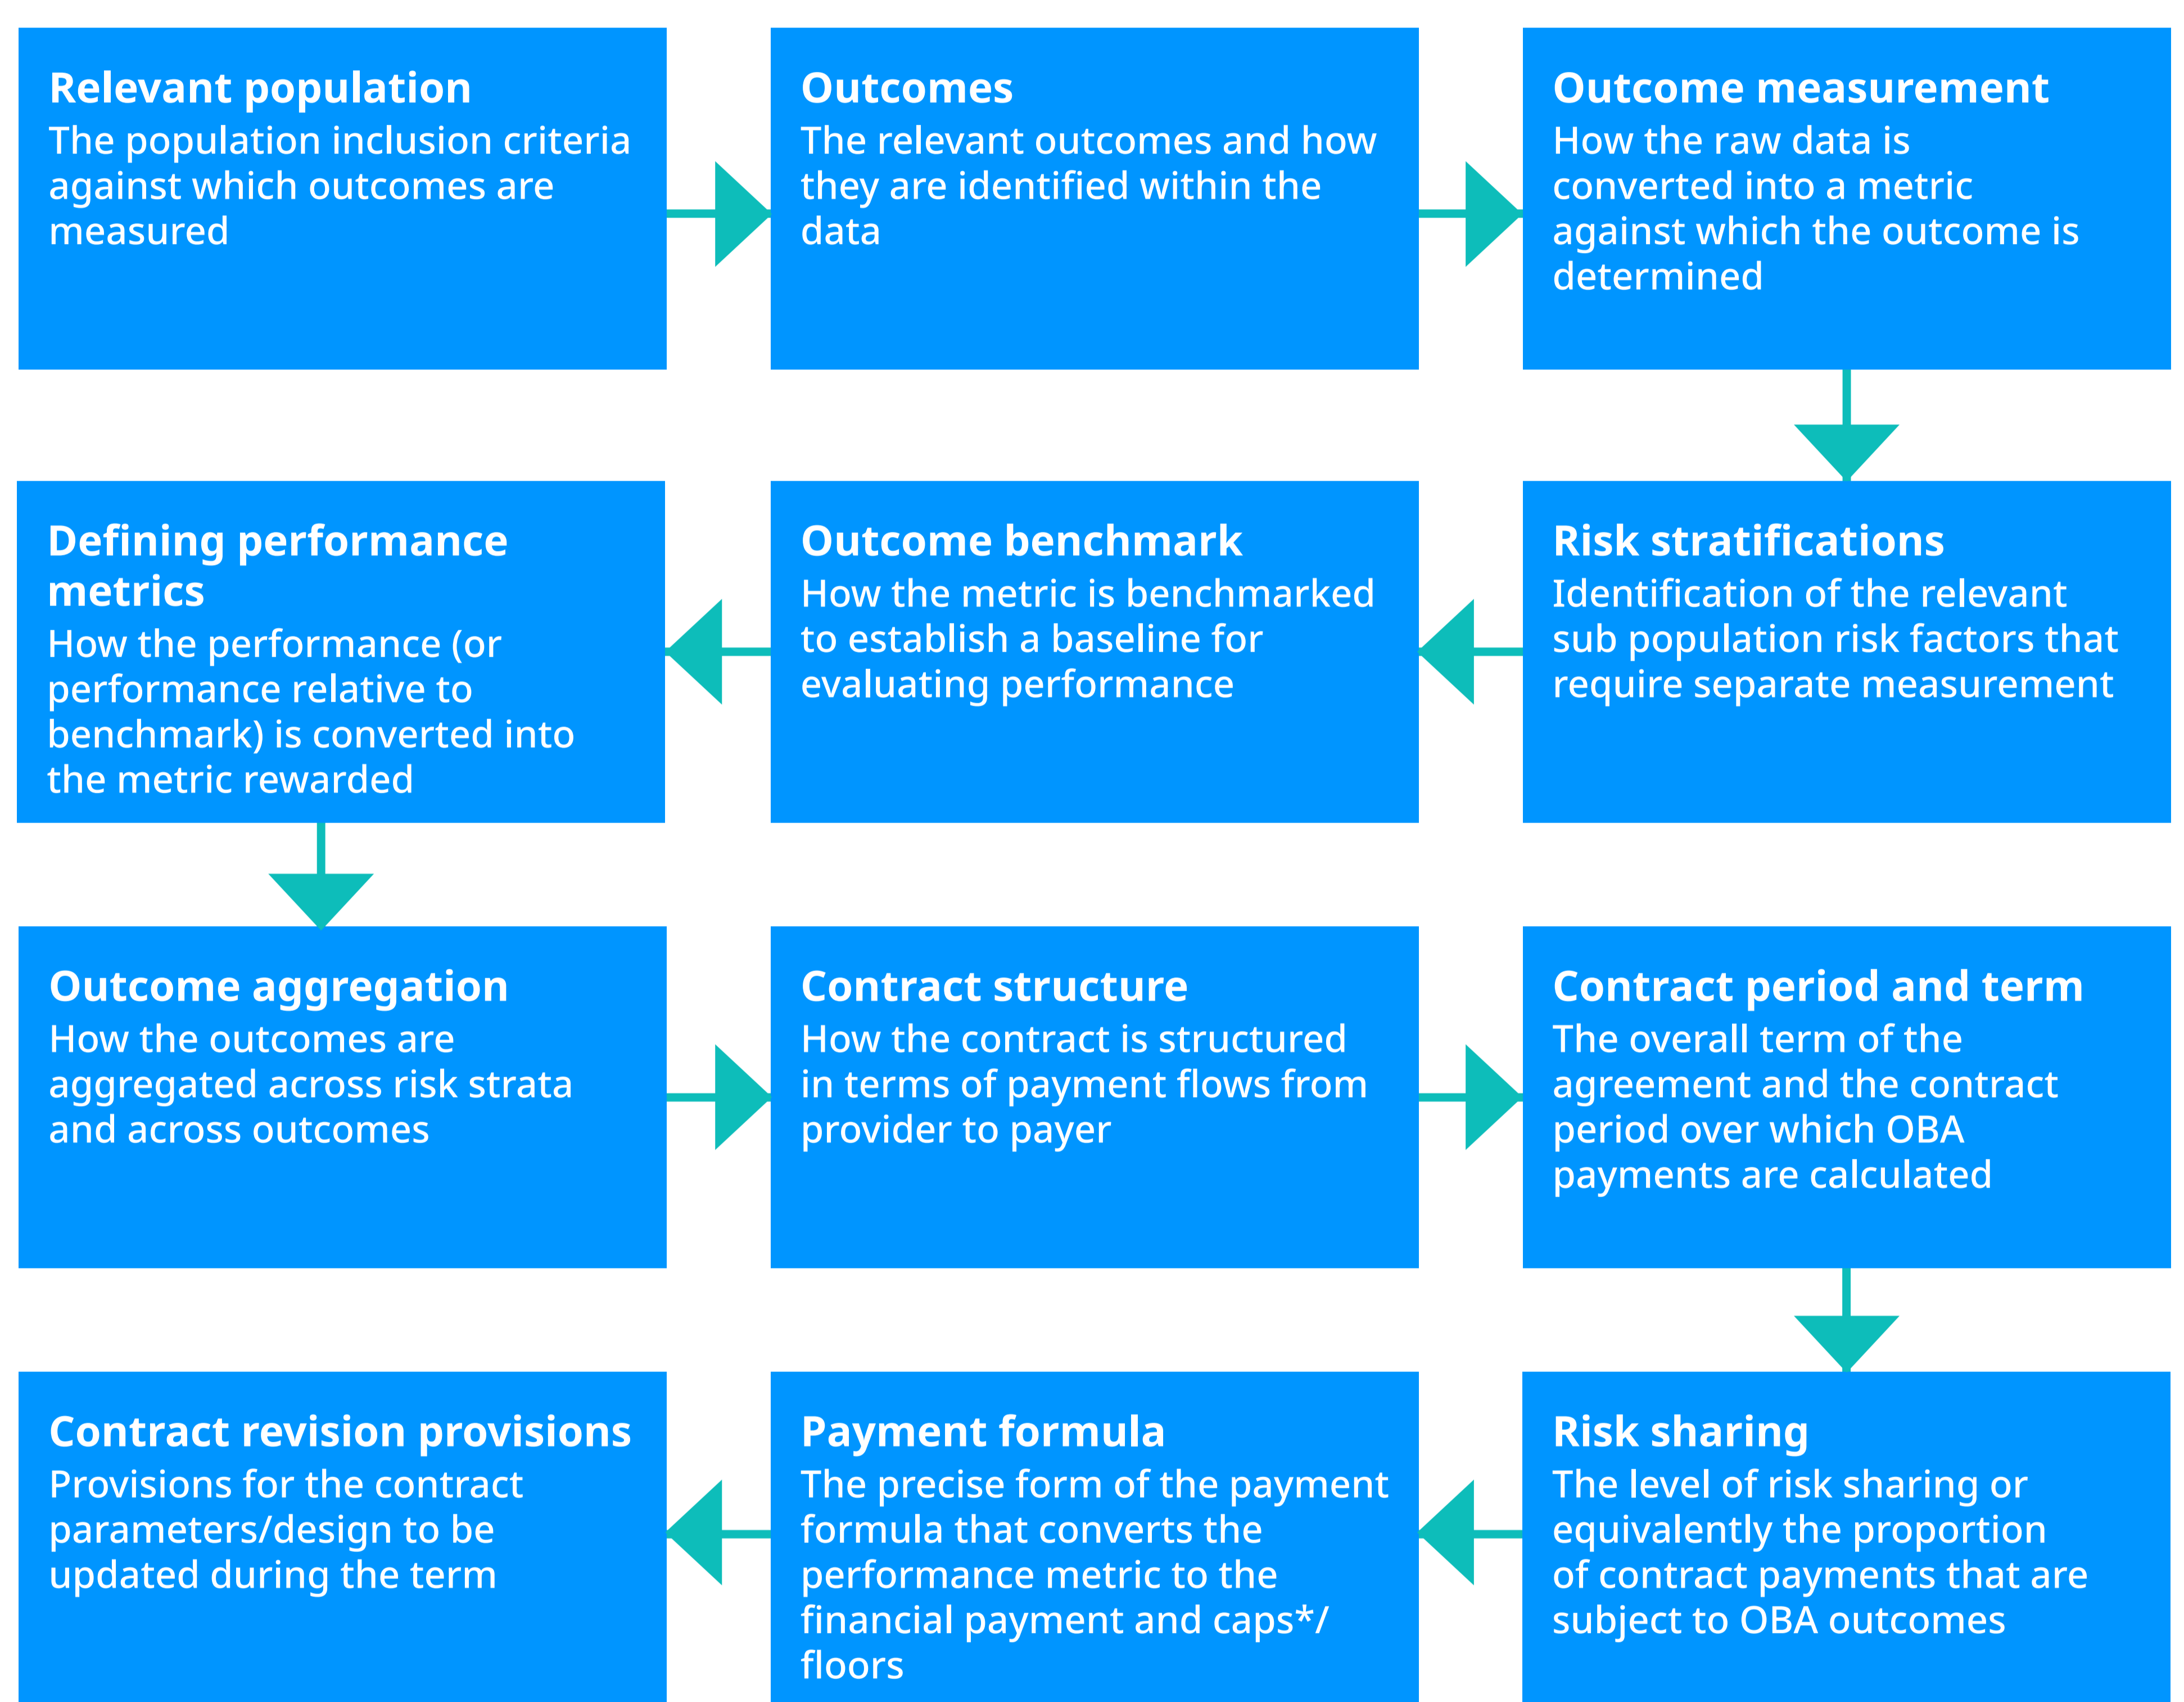 Relevant population
The population inclusion criteria
against which outcomes are
measured
Outcomes
The relevant outcomes and how
they are identified within the
data
Outcome measurement
How the raw data is
converted into a metric
against which the outcome is
determined
Risk stratifications
Identification of the relevant
sub population risk factors that
require separate measurement
Outcome benchmark
How the metric is benchmarked
to establish a baseline for
evaluating performance
Defining performance
metrics
How the performance (or
performance relative to
benchmark) is converted into
the metric rewarded
Outcome aggregation
How the outcomes are
aggregated across risk strata
and across outcomes
Contract structure
How the contract is structured
in terms of payment flows from
provider to payer
Contract period and term
The overall term of the
agreement and the contract
period over which OBA
payments are calculated
Risk sharing
The level of risk sharing or
equivalently the proportion
of contract payments that are
subject to OBA outcomes
Payment formula
The precise form of the payment
formula that converts the
performance metric to the
financial payment and caps*/
floors
Contract revision provisions
Provisions for the contract
parameters/design to be
updated during the term